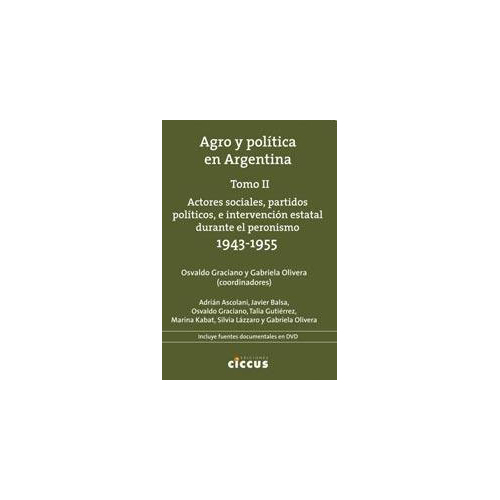 Agro y política
en Argentina
Tomo II
Actores sociales, partidos
políticos, e intervención estatal
durante el peronismo
1943-1955
Osvaldo Graciano y Gabriela Olivera
(coordinadores)
Adrián Ascolani, Javier Balsa,
Osvaldo Graciano, Talía Gutiérrez,
Marina Kabat, Silvia Lázzaro y Gabriela Olivera
Incluye fuentes documentales en DVD
EDICIONES
ciccus